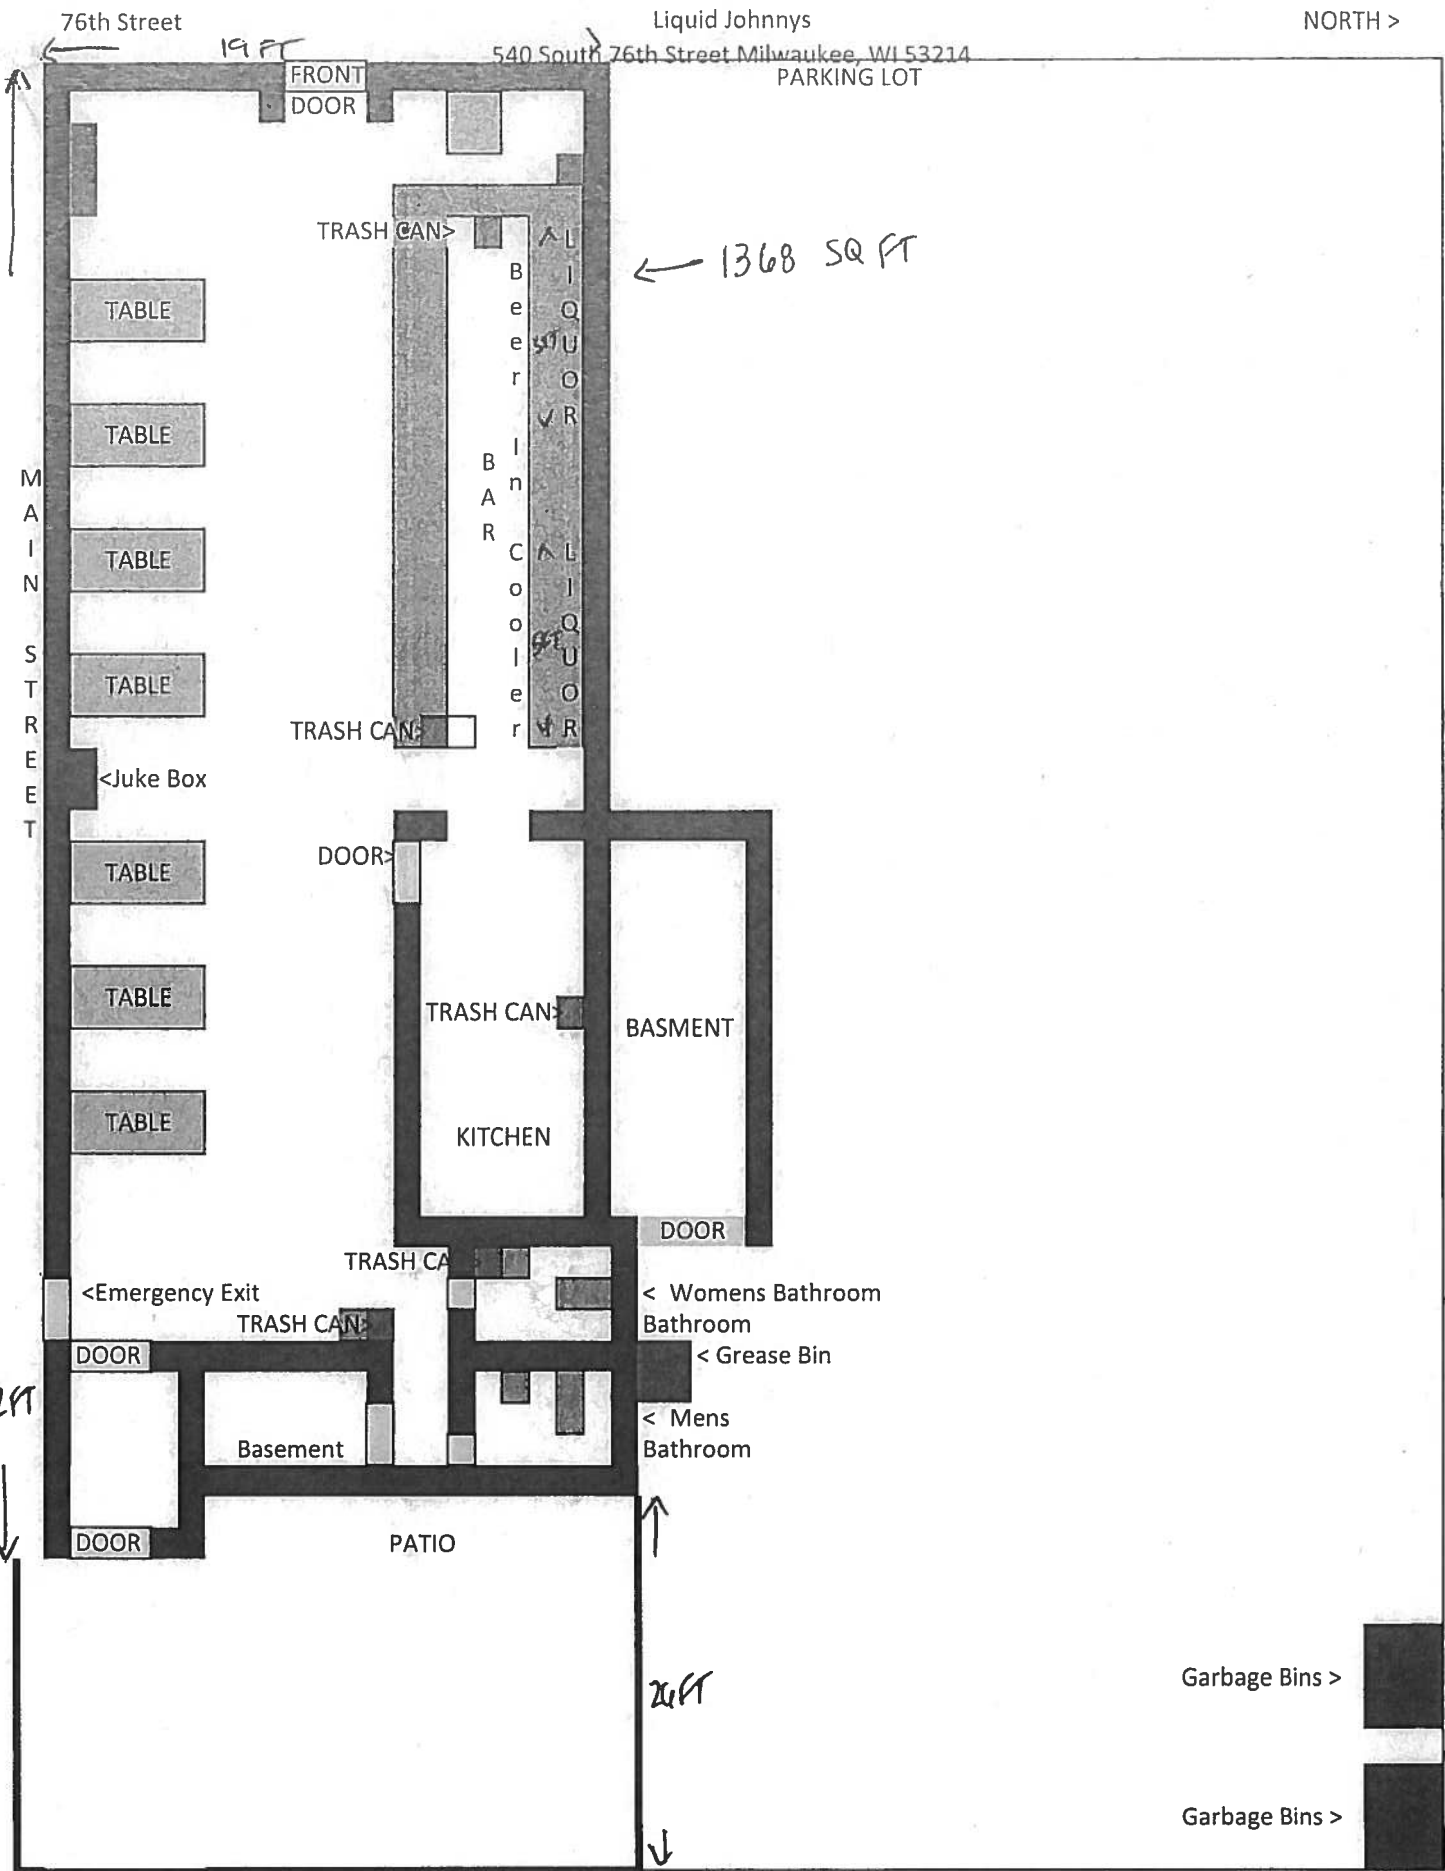 76th Street
Liquid Johnnys
NORTH >
19 FT
540 South 76th Street Milwaukee, WI 53214
PARKING LOT
FRONT
DOOR
TRASH CAN>
LIQUOR
Beer In Cooler
BAR
← 1368 SQ FT
5FT
TABLE
TABLE
MAIN STREET
TABLE
LIQUOR
5FT
TABLE
TRASH CAN>
<Juke Box
DOOR>
TABLE
TABLE
TRASH CAN>
BASMENT
TABLE
KITCHEN
DOOR
TRASH CA
<Emergency Exit
< Womens Bathroom
TRASH CAN>
Bathroom
DOOR
< Grease Bin
< Mens
Basement
Bathroom
DOOR
PATIO
Garbage Bins >
Garbage Bins >